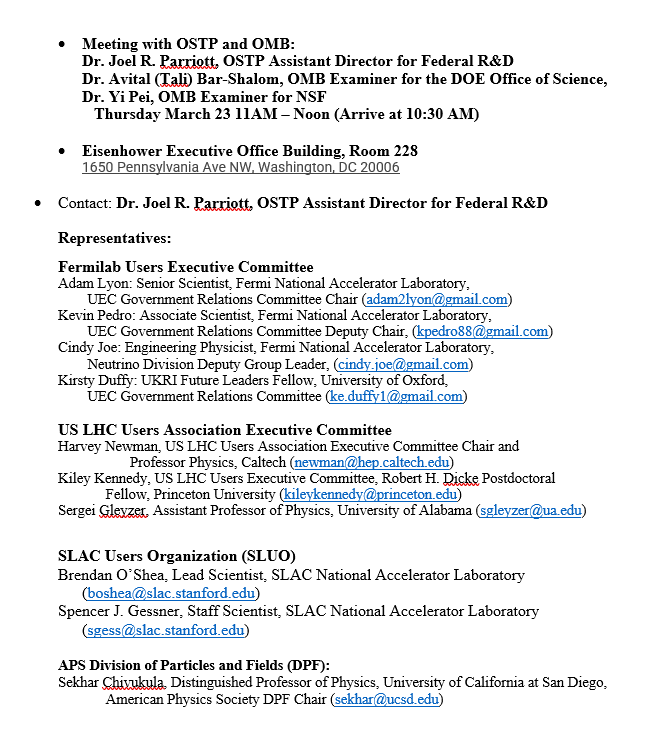 • Meeting with OSTP and OMB:
Dr. Joel R. Parriott, OSTP Assistant Director for Federal R&D
Dr. Avital (Tali) Bar-Shalom, OMB Examiner for the DOE Office of Science,
Dr. Yi Pei, OMB Examiner for NSF
Thursday March 23 11AM – Noon (Arrive at 10:30 AM)
• Eisenhower Executive Office Building, Room 228
1650 Pennsylvania Ave NW, Washington, DC 20006
• Contact: Dr. Joel R. Parriott, OSTP Assistant Director for Federal R&D
Representatives:
Fermilab Users Executive Committee
Adam Lyon: Senior Scientist, Fermi National Accelerator Laboratory,
UEC Government Relations Committee Chair (adam2lyon@gmail.com)
Kevin Pedro: Associate Scientist, Fermi National Accelerator Laboratory,
UEC Government Relations Committee Deputy Chair, (kpedro88@gmail.com)
Cindy Joe: Engineering Physicist, Fermi National Accelerator Laboratory,
Neutrino Division Deputy Group Leader, (cindy.joe@gmail.com)
Kirsty Duffy: UKRI Future Leaders Fellow, University of Oxford,
UEC Government Relations Committee (ke.duffy1@gmail.com)
US LHC Users Association Executive Committee
Harvey Newman, US LHC Users Association Executive Committee Chair and
Professor Physics, Caltech (newman@hep.caltech.edu)
Kiley Kennedy, US LHC Users Executive Committee, Robert H. Dicke Postdoctoral
Fellow, Princeton University (kileykennedy@princeton.edu)
Sergei Gleyzer, Assistant Professor of Physics, University of Alabama (sgleyzer@ua.edu)
SLAC Users Organization (SLUO)
Brendan O'Shea, Lead Scientist, SLAC National Accelerator Laboratory
(boshea@slac.stanford.edu)
Spencer J. Gessner, Staff Scientist, SLAC National Accelerator Laboratory
(sgess@slac.stanford.edu)
APS Division of Particles and Fields (DPF):
Sekhar Chivukula, Distinguished Professor of Physics, University of California at San Diego,
American Physics Society DPF Chair (sekhar@ucsd.edu)